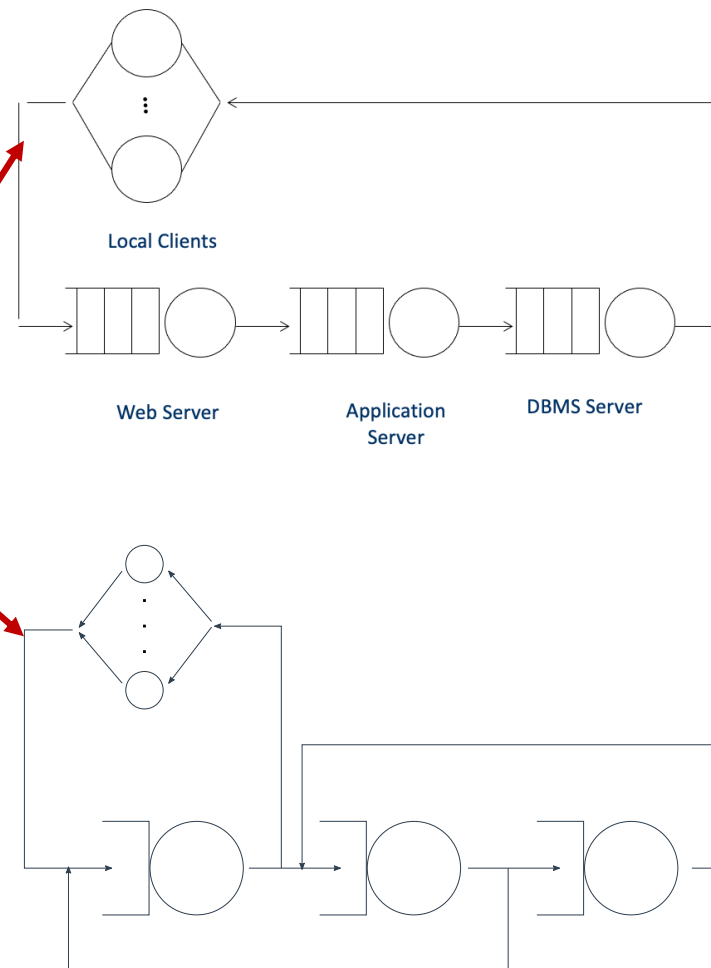 Local Clients
Web Server
Application
Server
DBMS Server